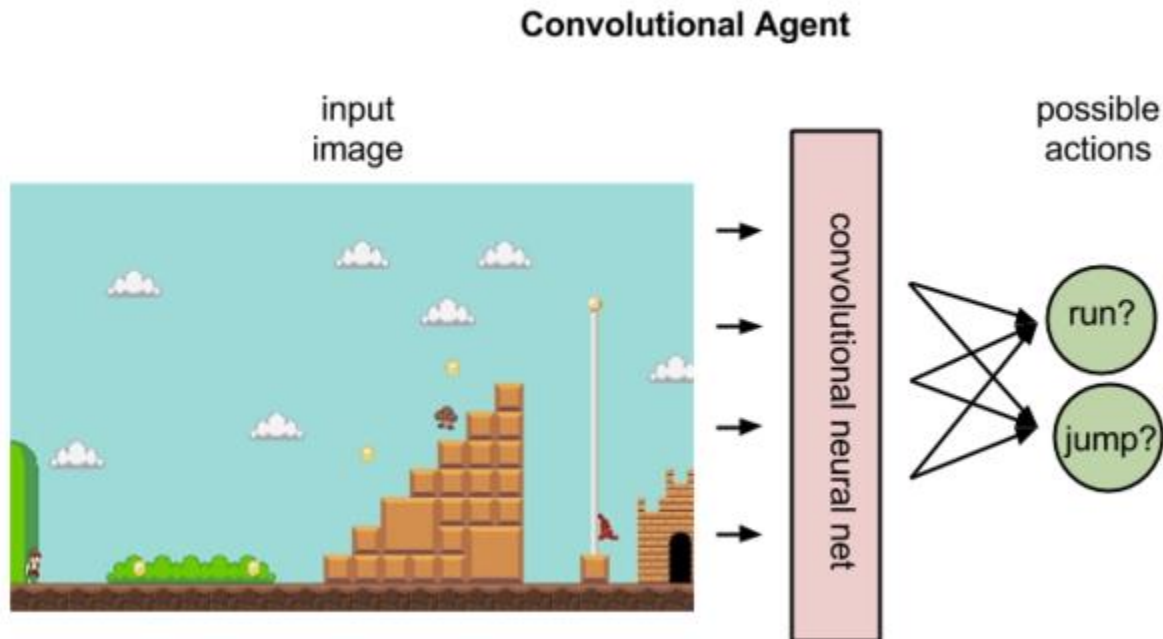 Convolutional Agent
input
image
possible
actions
convolutional neural net
run?
jump?